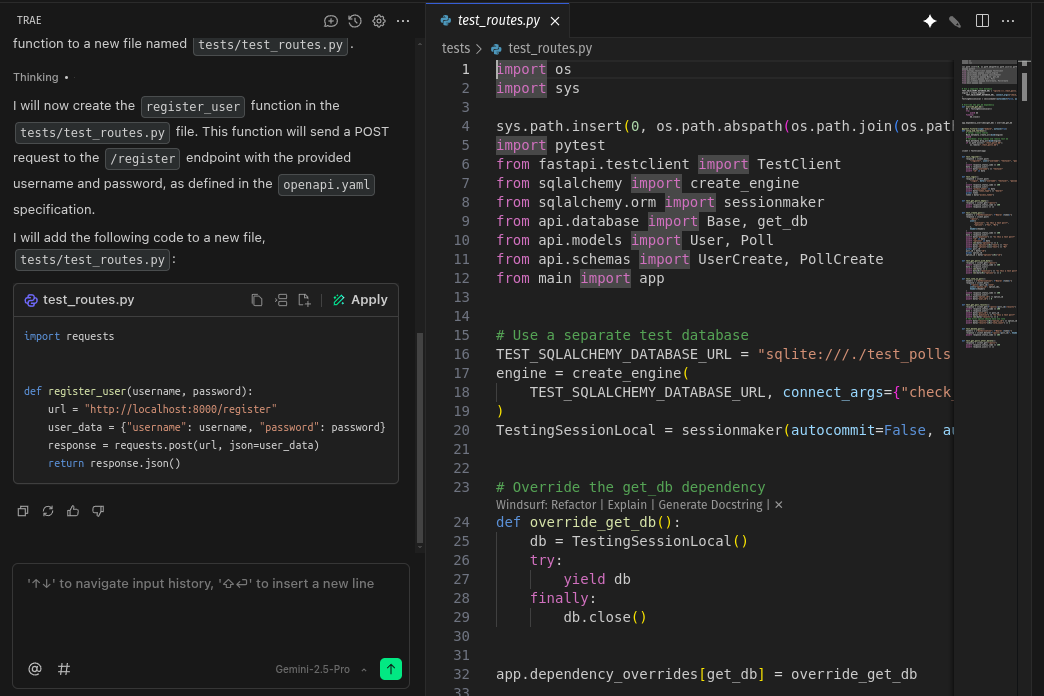 TRAE
function to a new file named tests/test_routes.py .
Thinking •
I will now create the register_user function in the
tests/test_routes.py file. This function will send a POST
request to the /register endpoint with the provided
username and password, as defined in the openapi.yaml
specification.
I will add the following code to a new file,
tests/test_routes.py :
test_routes.py Apply
import requests
def register_user(username, password):
    url = "http://localhost:8000/register"
    user_data = {"username": username, "password": password}
    response = requests.post(url, json=user_data)
    return response.json()
'↑↓' to navigate input history, '⇧⏎' to insert a new line
@ #
Gemini-2.5-Pro
test_routes.py ×
tests > test_routes.py
1 import os
2 import sys
3
4 sys.path.insert(0, os.path.abspath(os.path.join(os.pat
5 import pytest
6 from fastapi.testclient import TestClient
7 from sqlalchemy import create_engine
8 from sqlalchemy.orm import sessionmaker
9 from api.database import Base, get_db
10 from api.models import User, Poll
11 from api.schemas import UserCreate, PollCreate
12 from main import app
13
14
15 # Use a separate test database
16 TEST_SQLALCHEMY_DATABASE_URL = "sqlite:///./test_polls
17 engine = create_engine(
18     TEST_SQLALCHEMY_DATABASE_URL, connect_args={"check_
19 )
20 TestingSessionLocal = sessionmaker(autocommit=False, au
21
22
23 # Override the get_db dependency
Windsurf: Refactor | Explain | Generate Docstring | ×
24 def override_get_db():
25     db = TestingSessionLocal()
26     try:
27         yield db
28     finally:
29         db.close()
30
31
32 app.dependency_overrides[get_db] = override_get_db
33